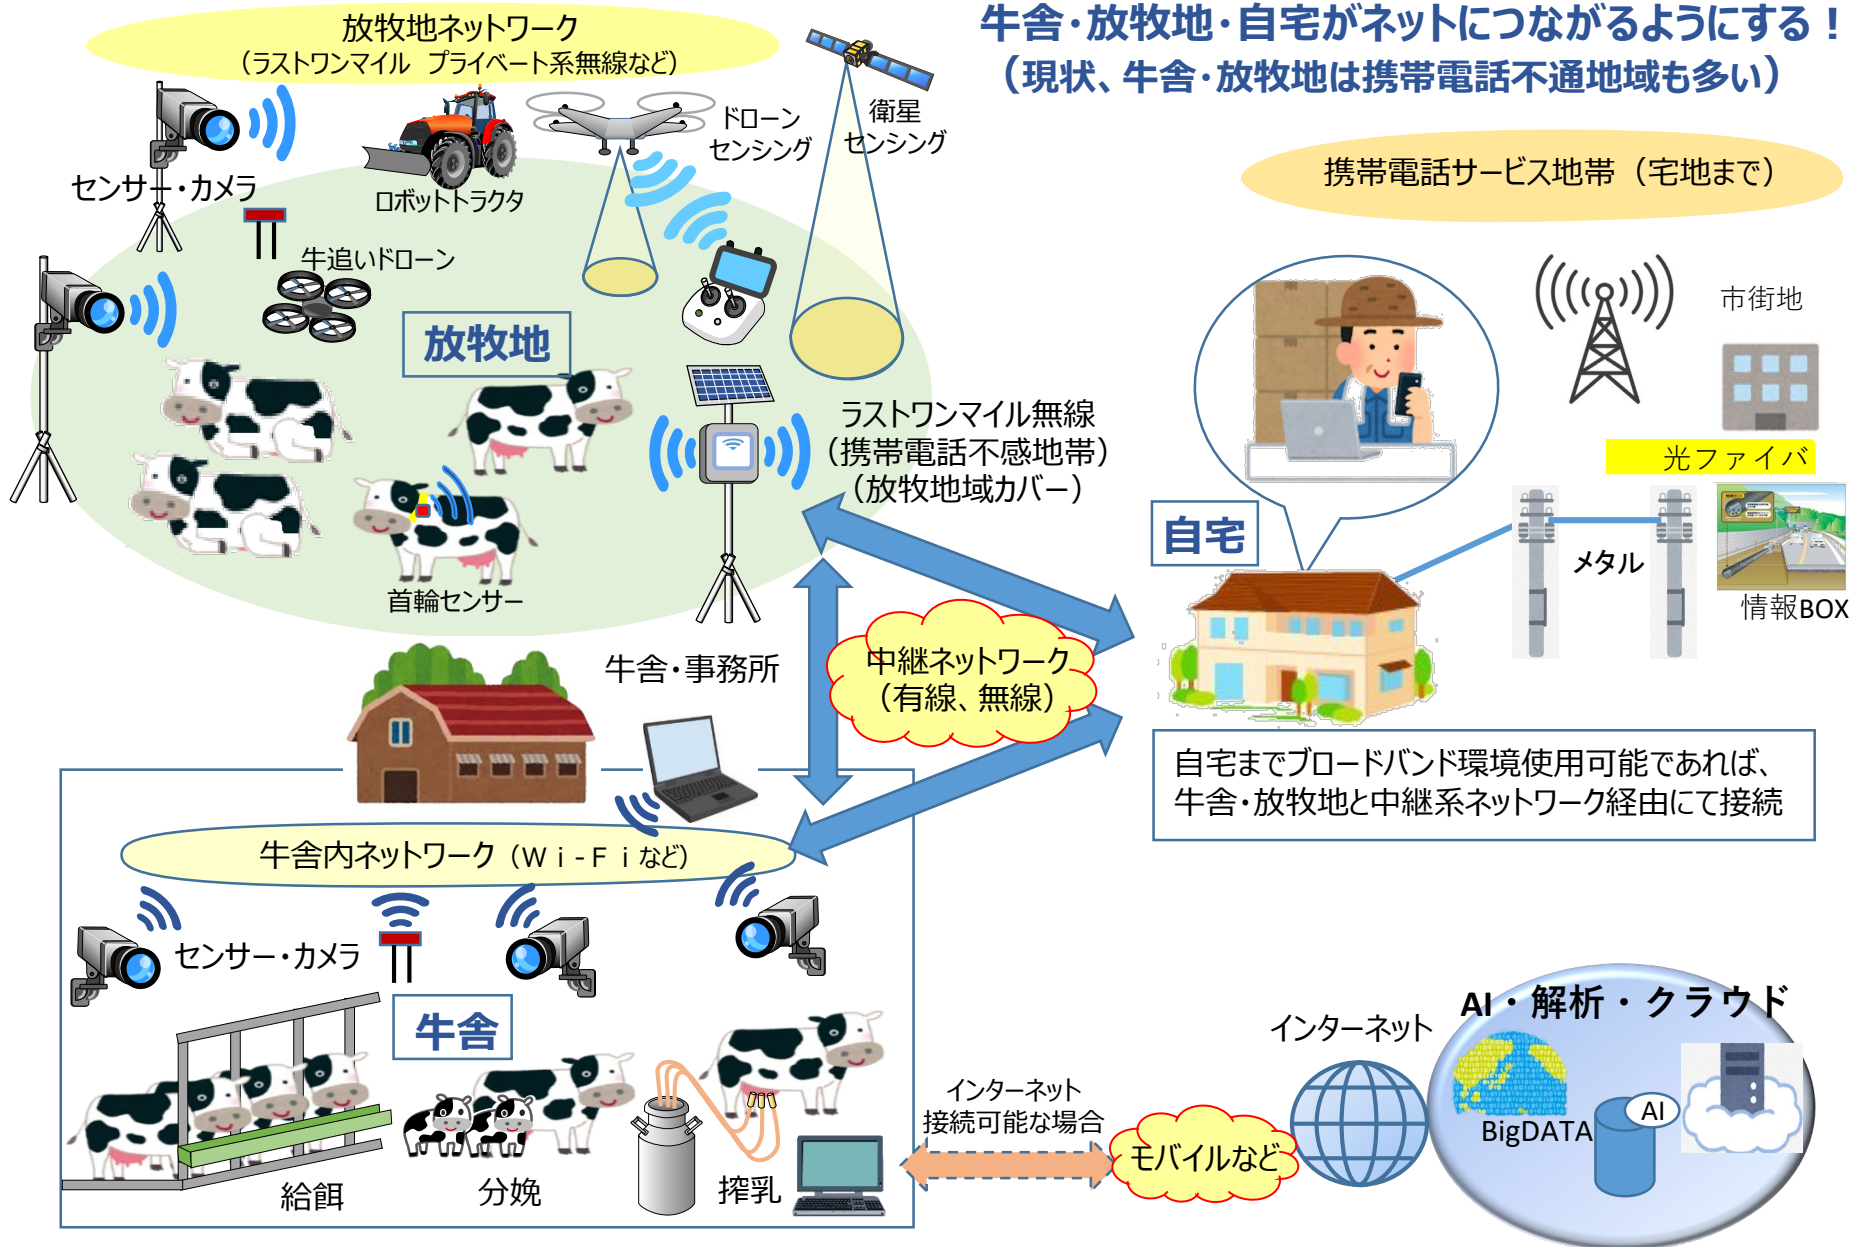 牛舎・放牧地・自宅がネットにつながるようにする！
（現状、牛舎・放牧地は携帯電話不通地域も多い）
放牧地ネットワーク
（ラストワンマイル　プライベート系無線など）
センサー・カメラ
ロボットトラクタ
ドローン
センシング
衛星
センシング
牛追いドローン
放牧地
ラストワンマイル無線
（携帯電話不感地帯）
（放牧地域カバー）
首輪センサー
携帯電話サービス地帯（宅地まで）
市街地
光ファイバ
メタル
情報BOX
自宅
牛舎・事務所
中継ネットワーク
（有線、無線）
自宅までブロードバンド環境使用可能であれば、
牛舎・放牧地と中継系ネットワーク経由にて接続
牛舎内ネットワーク（Ｗｉ-Ｆｉなど）
センサー・カメラ
牛舎
給餌
分娩
搾乳
インターネット
接続可能な場合
モバイルなど
インターネット
AI・解析・クラウド
BigDATA
AI